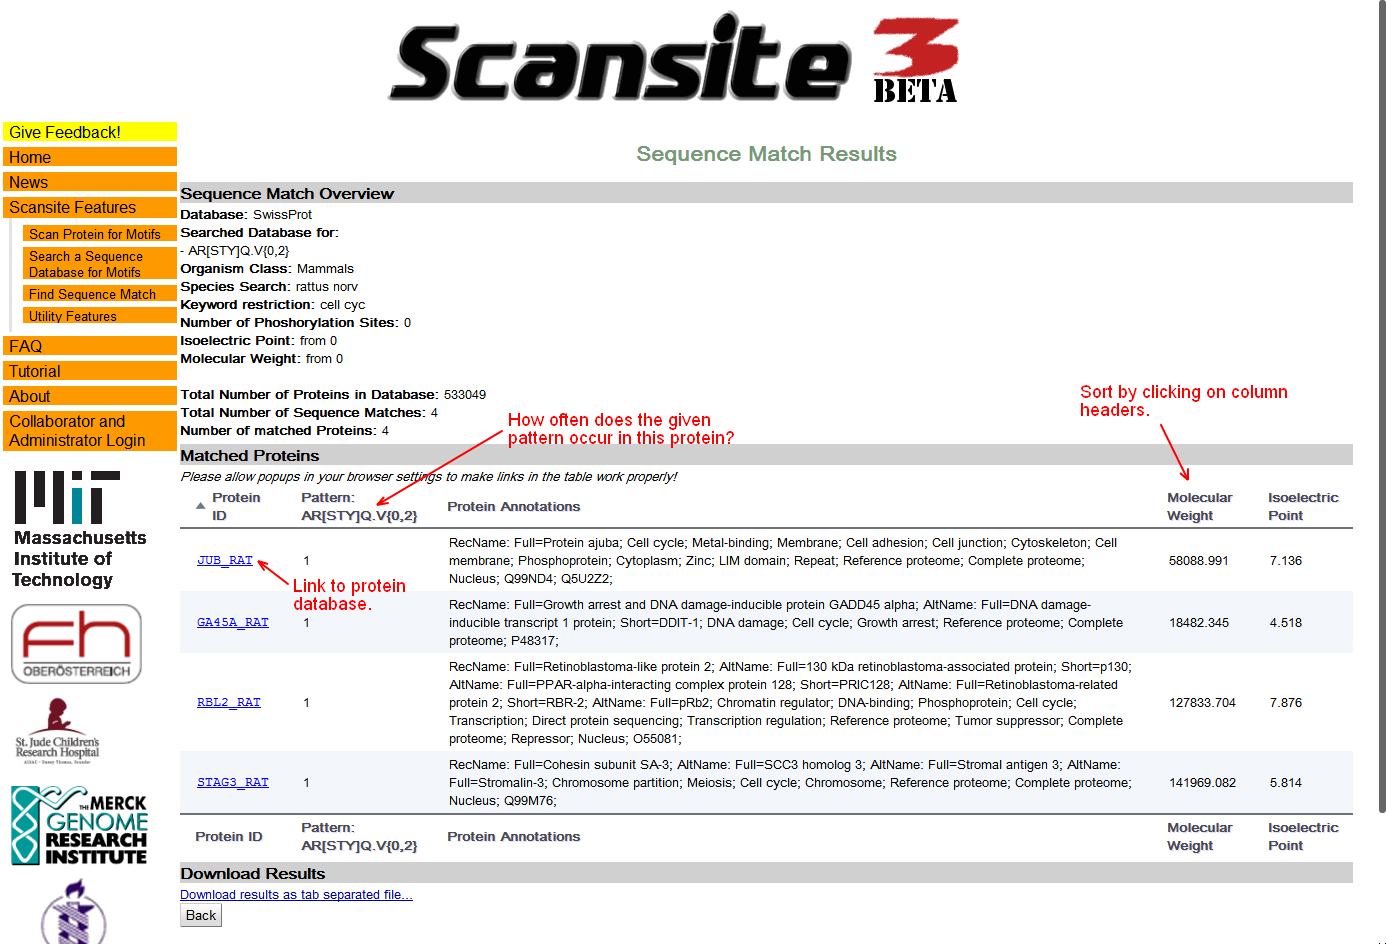 Scansite 3
BETA
Give Feedback!
Home
News
Scansite Features
Scan Protein for Motifs
Search a Sequence
Database for Motifs
Find Sequence Match
Utility Features
FAQ
Tutorial
About
Collaborator and
Administrator Login
Massachusetts
Institute of
Technology
fh
OBERÖSTERREICH
St. Jude Children's
Research Hospital
ALSAC - Danny Thomas, Founder
THE MERCK
GENOME
RESEARCH
INSTITUTE
Sequence Match Results
Sequence Match Overview
Database: SwissProt
Searched Database for:
- AR[STY]Q.V{0,2}
Organism Class: Mammals
Species Search: rattus norv
Keyword restriction: cell cyc
Number of Phoshorylation Sites: 0
Isoelectric Point: from 0
Molecular Weight: from 0
Total Number of Proteins in Database: 533049
Total Number of Sequence Matches: 4
Number of matched Proteins: 4
How often does the given
pattern occur in this protein?
Sort by clicking on column
headers.
Matched Proteins
Please allow popups in your browser settings to make links in the table work properly!
Protein ID Pattern: AR[STY]Q.V{0,2} Protein Annotations Molecular Weight Isoelectric Point
JUB_RAT 1 RecName: Full=Protein ajuba; Cell cycle; Metal-binding; Membrane; Cell adhesion; Cell junction; Cytoskeleton; Cell
membrane; Phosphoprotein; Cytoplasm; Zinc; LIM domain; Repeat; Reference proteome; Complete proteome;
Nucleus; Q99ND4; Q5U2Z2; 58088.991 7.136
Link to protein
database.
GA45A_RAT 1 RecName: Full=Growth arrest and DNA damage-inducible protein GADD45 alpha; AltName: Full=DNA damage-
inducible transcript 1 protein; Short=DDIT-1; DNA damage; Cell cycle; Growth arrest; Reference proteome; Complete
proteome; P48317; 18482.345 4.518
RBL2_RAT 1 RecName: Full=Retinoblastoma-like protein 2; AltName: Full=130 kDa retinoblastoma-associated protein; Short=p130;
AltName: Full=PPAR-alpha-interacting complex protein 128; Short=PRIC128; AltName: Full=Retinoblastoma-related
protein 2; Short=RBR-2; AltName: Full=pRb2; Chromatin regulator; DNA-binding; Phosphoprotein; Cell cycle;
Transcription; Direct protein sequencing; Transcription regulation; Reference proteome; Tumor suppressor; Complete
proteome; Repressor; Nucleus; O55081; 127833.704 7.876
STAG3_RAT 1 RecName: Full=Cohesin subunit SA-3; AltName: Full=SCC3 homolog 3; AltName: Full=Stromal antigen 3; AltName:
Full=Stromalin-3; Chromosome partition; Meiosis; Cell cycle; Chromosome; Reference proteome; Complete proteome;
Nucleus; Q99M76; 141969.082 5.814
Protein ID Pattern: AR[STY]Q.V{0,2} Protein Annotations Molecular Weight Isoelectric Point
Download Results
Download results as tab separated file...
Back